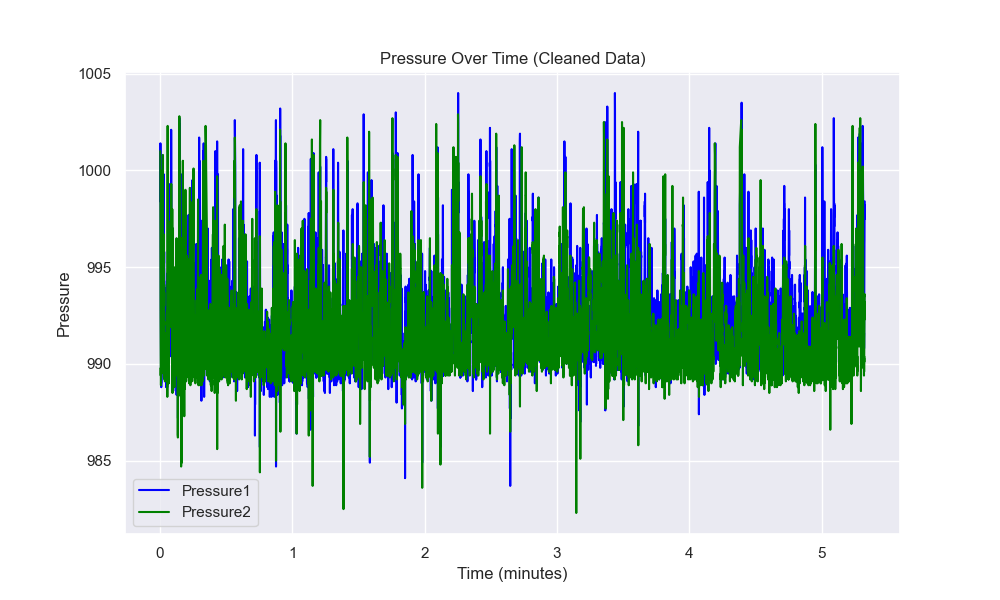 Pressure Over Time (Cleaned Data)
1005
1000
995
990
985
Pressure
Pressure1
Pressure2
0 1 2 3 4 5
Time (minutes)